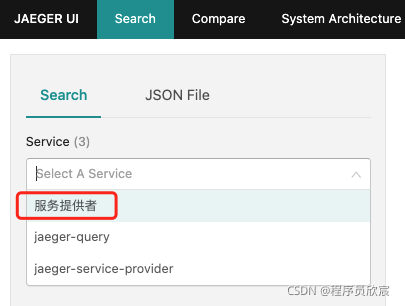 JAEGER UI Search Compare System Architecture
Search JSON File
Service (3)
Select A Service
服务提供者
jaeger-query
jaeger-service-provider
CSDN @程序员欣宸